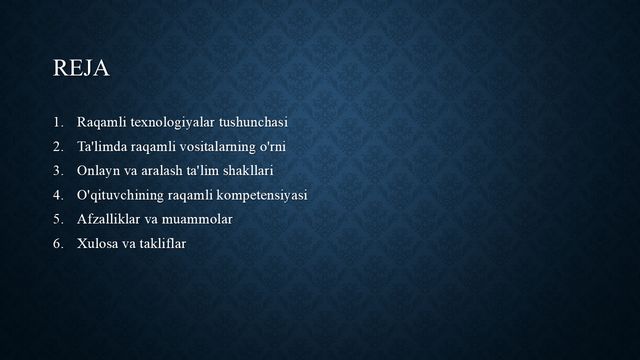 REJA
1. Raqamli texnologiyalar tushunchasi
2. Ta'limda raqamli vositalarning o'rni
3. Onlayn va aralash ta'lim shakllari
4. O'qituvchining raqamli kompetensiyasi
5. Afzalliklar va muammolar
6. Xulosa va takliflar